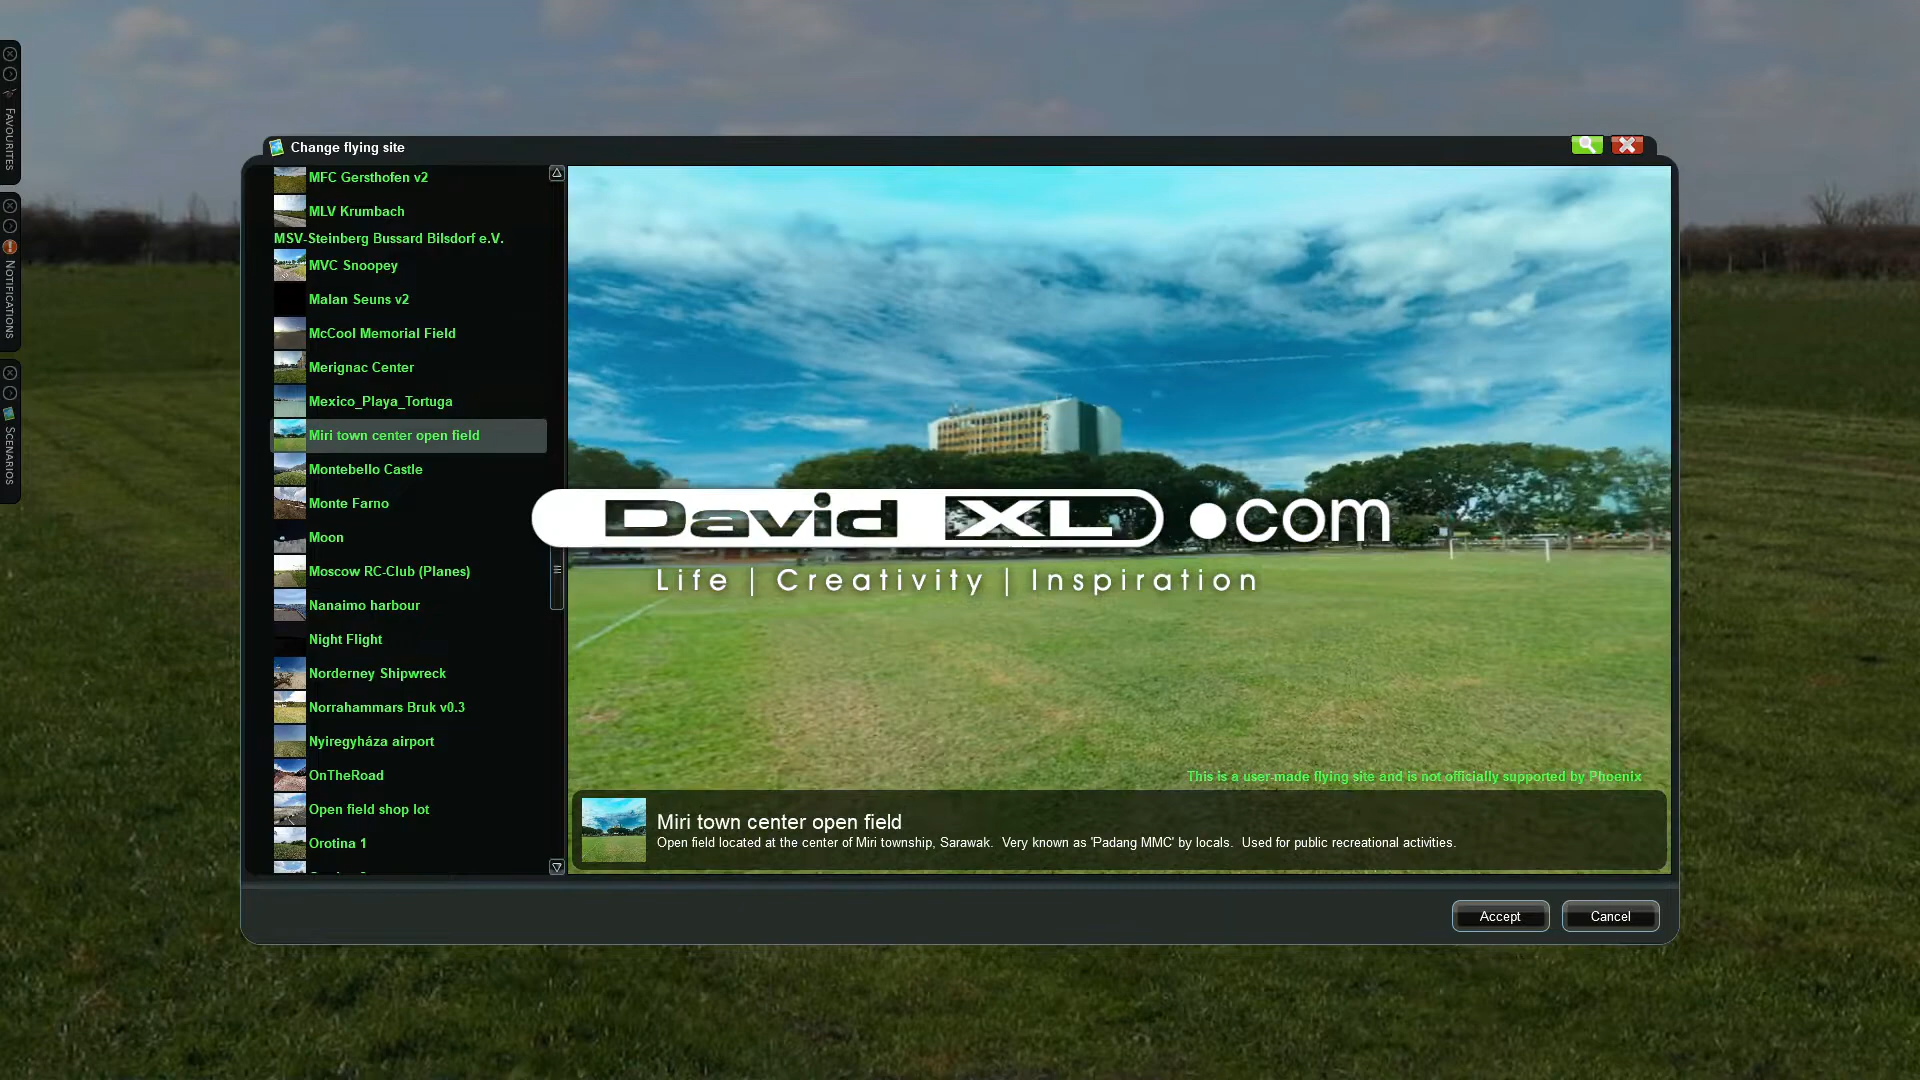 Change flying site
FAVOURITES
NOTIFICATIONS
SCENARIOS
MFC Gersthofen v2
MLV Krumbach
MSV-Steinberg Bussard Bilsdorf e.V.
MVC Snoopey
Malan Seuns v2
McCool Memorial Field
Merignac Center
Mexico_Playa_Tortuga
Miri town center open field
Montebello Castle
Monte Farno
Moon
Moscow RC-Club (Planes)
Nanaimo harbour
Night Flight
Norderney Shipwreck
Norrahammars Bruk v0.3
Nyiregyháza airport
OnTheRoad
Open field shop lot
Orotina 1
David XL .com
Life | Creativity | Inspiration
This is a user-made flying site and is not officially supported by Phoenix
Miri town center open field
Open field located at the center of Miri township, Sarawak. Very known as 'Padang MMC' by locals. Used for public recreational activities.
Accept
Cancel